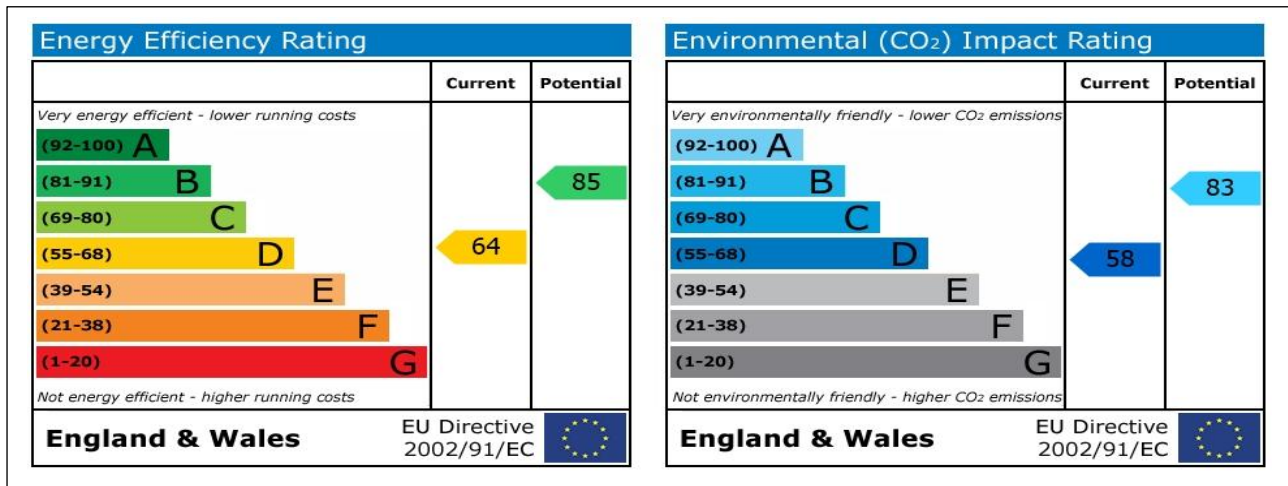 Energy Efficiency Rating
Current Potential
Very energy efficient - lower running costs
(92-100) A
(81-91) B
85
(69-80) C
(55-68) D
64
(39-54) E
(21-38) F
(1-20) G
Not energy efficient - higher running costs
England & Wales
EU Directive
2002/91/EC
Environmental (CO₂) Impact Rating
Current Potential
Very environmentally friendly - lower CO₂ emissions
(92-100) A
(81-91) B
83
(69-80) C
(55-68) D
58
(39-54) E
(21-38) F
(1-20) G
Not environmentally friendly - higher CO₂ emissions
England & Wales
EU Directive
2002/91/EC